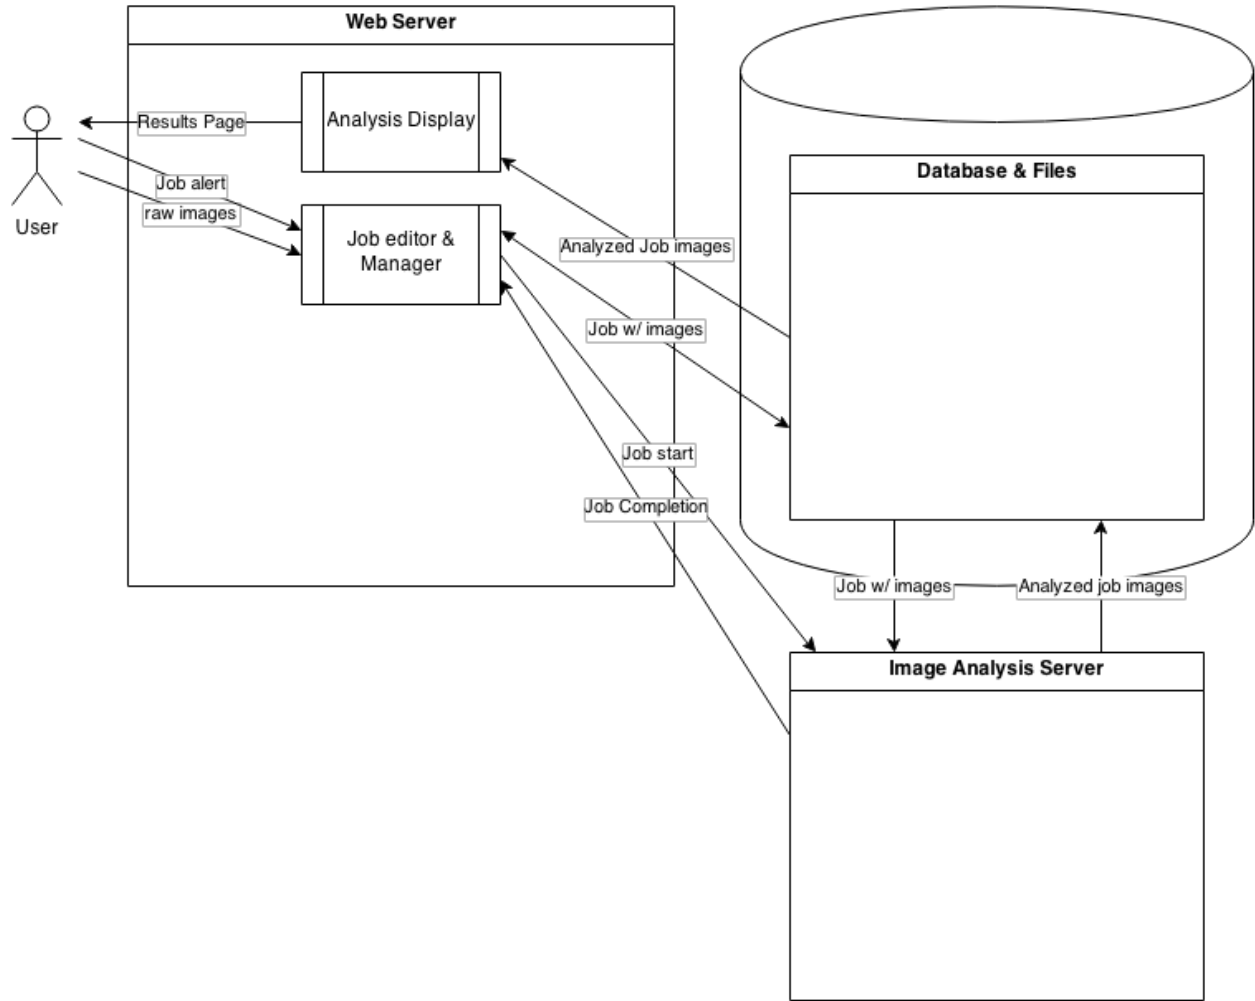 Web Server
Analysis Display
Results Page
Job alert
raw images
User
Job editor &
Manager
Database & Files
Analyzed Job images
Job w/ images
Job start
Job Completion
Job w/ images
Analyzed job images
Image Analysis Server